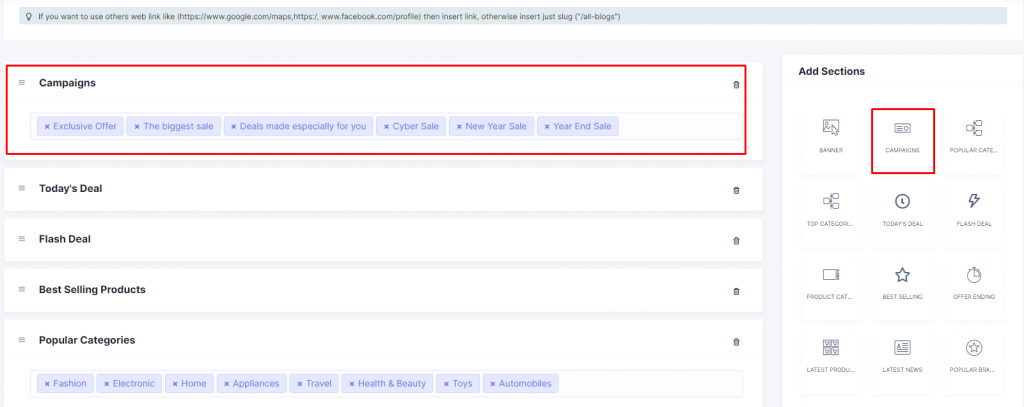 If you want to use others web link like (https://www.google.com/maps,https:/, www.facebook.com/profile) then insert link, otherwise insert just slug ("/all-blogs")
Campaigns
× Exclusive Offer × The biggest sale × Deals made especially for you × Cyber Sale × New Year Sale × Year End Sale
Today's Deal
Flash Deal
Best Selling Products
Popular Categories
× Fashion × Electronic × Home × Appliances × Travel × Health & Beauty × Toys × Automobiles
Add Sections
BANNER CAMPAIGNS POPULAR CATE...
TOP CATEGORI... TODAY'S DEAL FLASH DEAL
PRODUCT CAT... BEST SELLING OFFER ENDING
LATEST PRODU... LATEST NEWS POPULAR BRA...